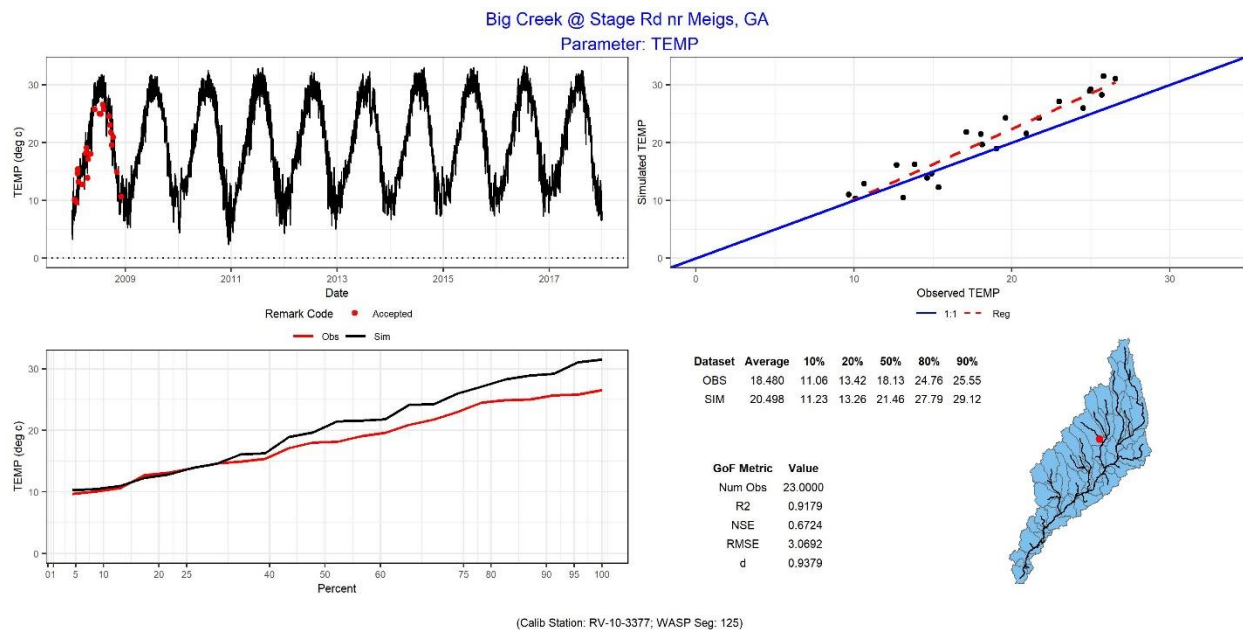 Big Creek @ Stage Rd nr Meigs, GA
Parameter: TEMP
TEMP (deg c)
30
20
10
0
2009
2011
2013
2015
2017
Date
Remark Code
Accepted
Simulated TEMP
30
20
10
0
0
10
20
30
Observed TEMP
1:1
Reg
Obs
Sim
TEMP (deg c)
30
20
10
0
0 1
5
10
20
25
40
50
60
75
80
90
95
100
Percent
Dataset Average 10% 20% 50% 80% 90%
OBS 18.480 11.06 13.42 18.13 24.76 25.55
SIM 20.498 11.23 13.26 21.46 27.79 29.12
GoF Metric Value
Num Obs 23.0000
R2 0.9179
NSE 0.6724
RMSE 3.0692
d 0.9379
(Calib Station: RV-10-3377; WASP Seg: 125)